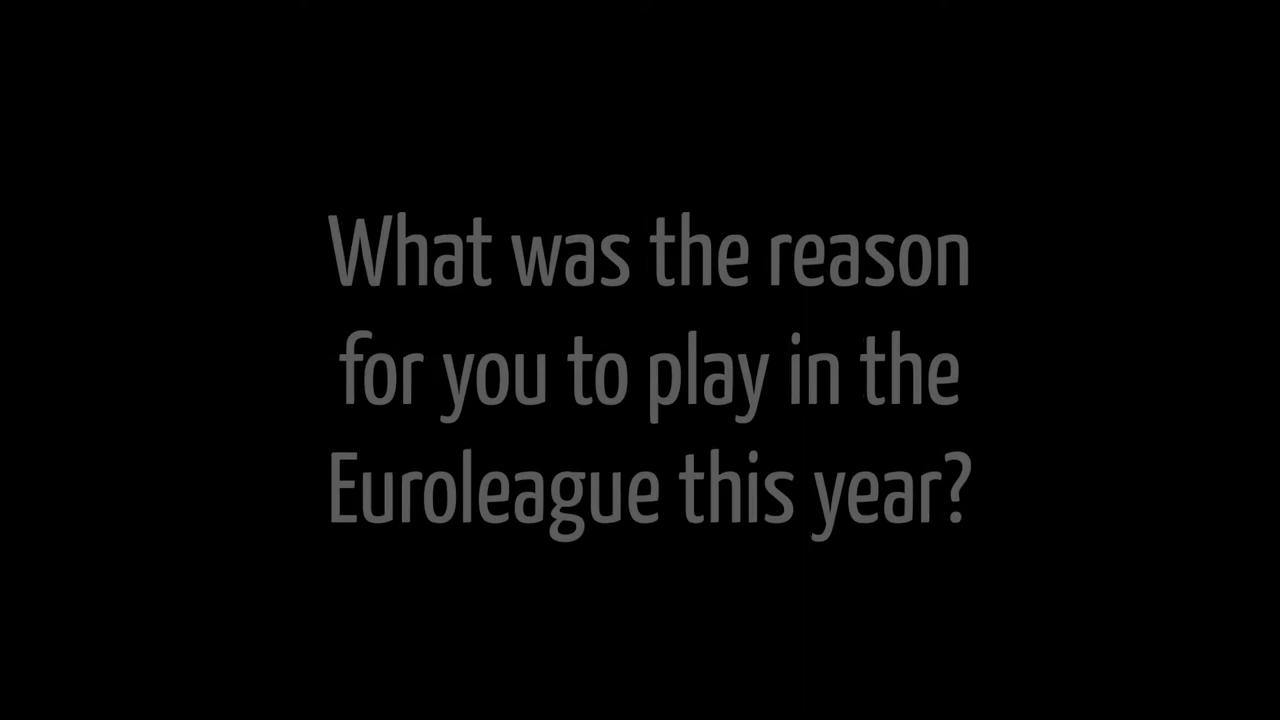 What was the reason
for you to play in the
Euroleague this year?